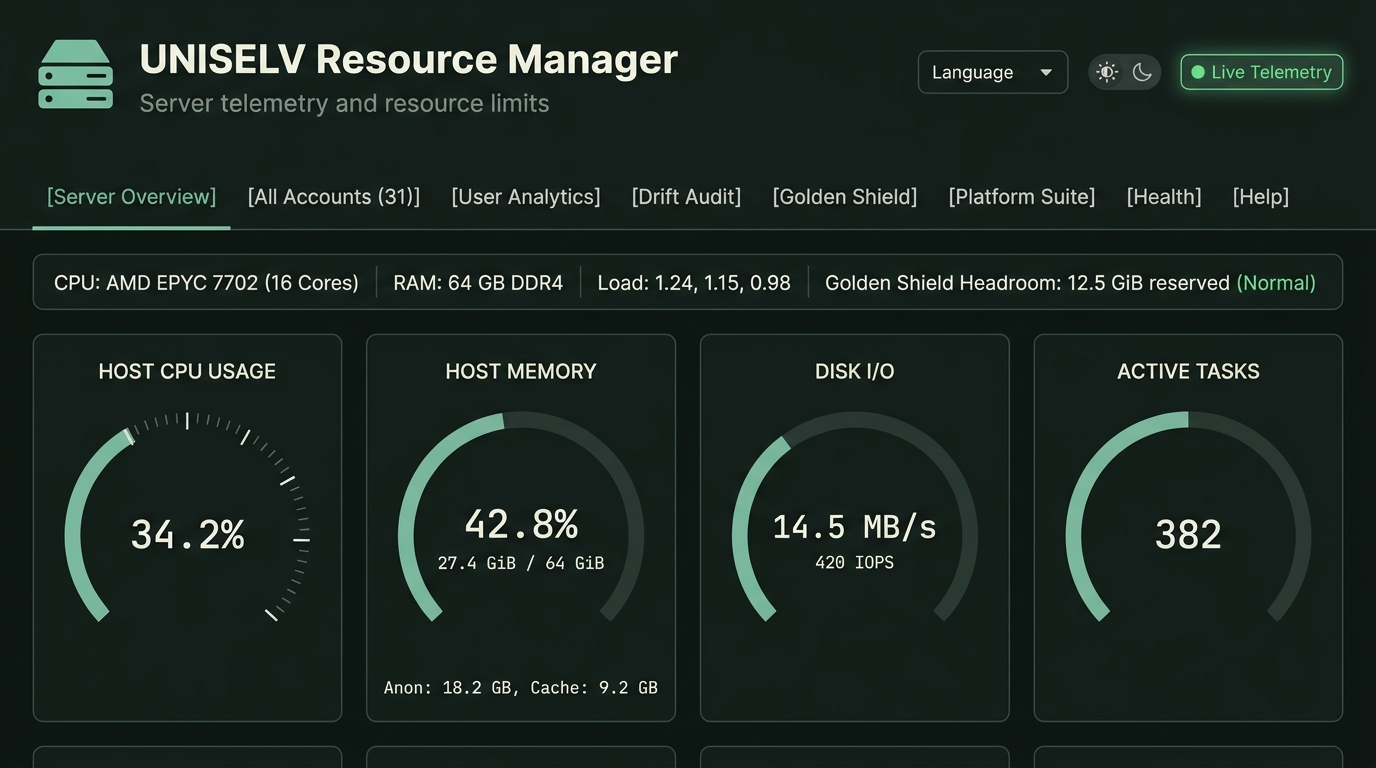 UNISELV Resource Manager
Server telemetry and resource limits
Language
Live Telemetry
[Server Overview] [All Accounts (31)] [User Analytics] [Drift Audit] [Golden Shield] [Platform Suite] [Health] [Help]
CPU: AMD EPYC 7702 (16 Cores) RAM: 64 GB DDR4 Load: 1.24, 1.15, 0.98 Golden Shield Headroom: 12.5 GiB reserved (Normal)
HOST CPU USAGE
34.2%
HOST MEMORY
42.8%
27.4 GiB / 64 GiB
Anon: 18.2 GB, Cache: 9.2 GB
DISK I/O
14.5 MB/s
420 IOPS
ACTIVE TASKS
382